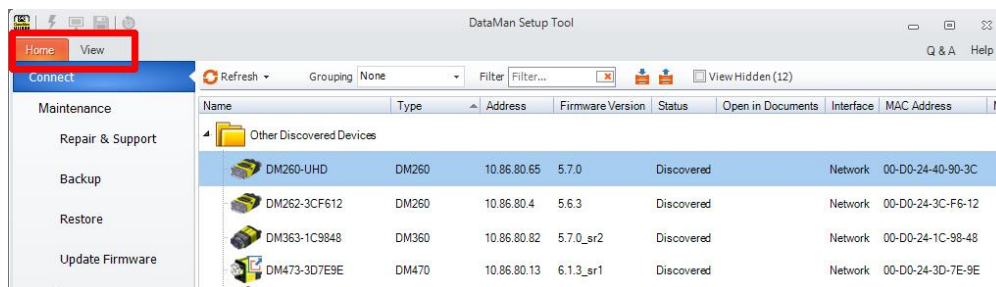 DataMan Setup Tool
Home View Q & A Help
Connect Refresh Grouping None Filter Filter... View Hidden (12)
Maintenance Name Type Address Firmware Version Status Open in Documents Interface MAC Address
Repair & Support Other Discovered Devices
DM260-UHD DM260 10.86.80.65 5.7.0 Discovered Network 00-D0-24-40-90-3C
Backup
DM262-3CF612 DM260 10.86.80.4 5.6.3 Discovered Network 00-D0-24-3C-F6-12
Restore
DM363-1C9848 DM360 10.86.80.82 5.7.0_sr2 Discovered Network 00-D0-24-1C-98-48
Update Firmware
DM473-3D7E9E DM470 10.86.80.13 6.1.3_sr1 Discovered Network 00-D0-24-3D-7E-9E